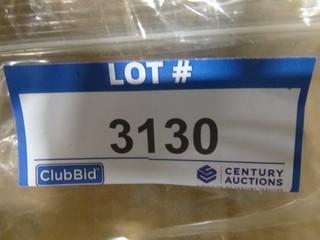 LOT #
3130
ClubBid
CENTURY
AUCTIONS